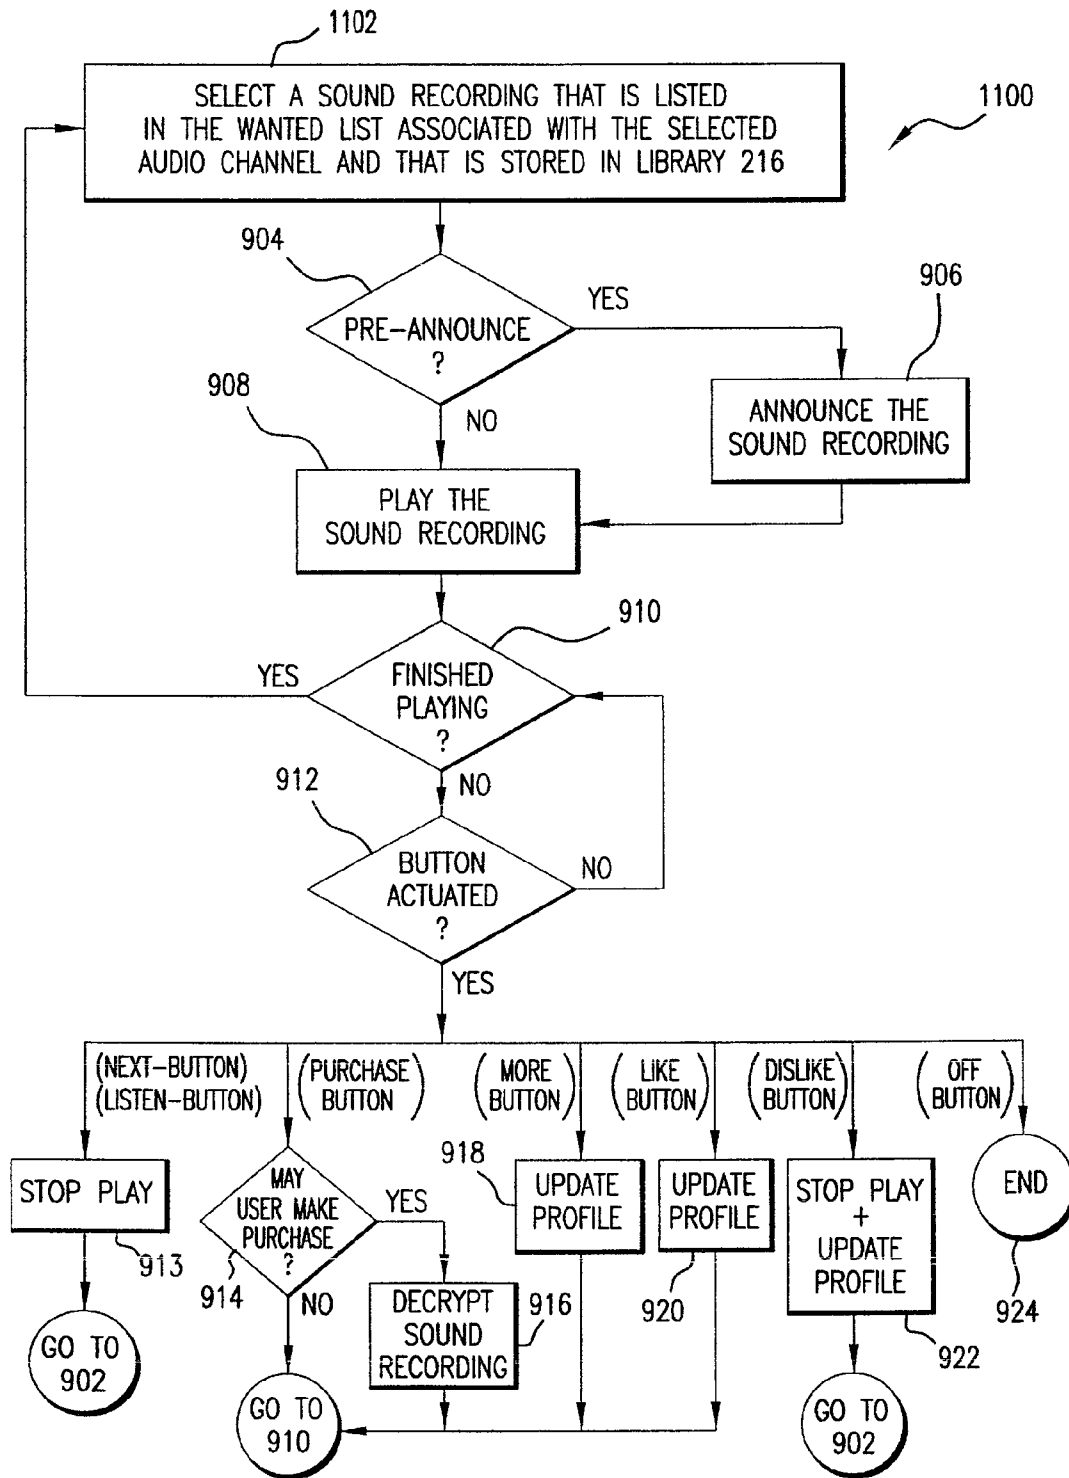 1102
SELECT A SOUND RECORDING THAT IS LISTED
IN THE WANTED LIST ASSOCIATED WITH THE SELECTED
AUDIO CHANNEL AND THAT IS STORED IN LIBRARY 216
1100
904
PRE-ANNOUNCE
?
YES
NO
906
ANNOUNCE THE
SOUND RECORDING
908
PLAY THE
SOUND RECORDING
910
FINISHED
PLAYING
?
YES
NO
912
BUTTON
ACTUATED
?
NO
YES
(NEXT-BUTTON)
(LISTEN-BUTTON)
(PURCHASE
BUTTON)
(MORE
BUTTON)
(LIKE
BUTTON)
(DISLIKE
BUTTON)
(OFF
BUTTON)
STOP PLAY
913
GO TO
902
MAY
USER MAKE
PURCHASE
?
914
YES
NO
DECRYPT
SOUND
RECORDING
916
GO TO
910
918
UPDATE
PROFILE
UPDATE
PROFILE
920
STOP PLAY
+
UPDATE
PROFILE
922
GO TO
902
END
924